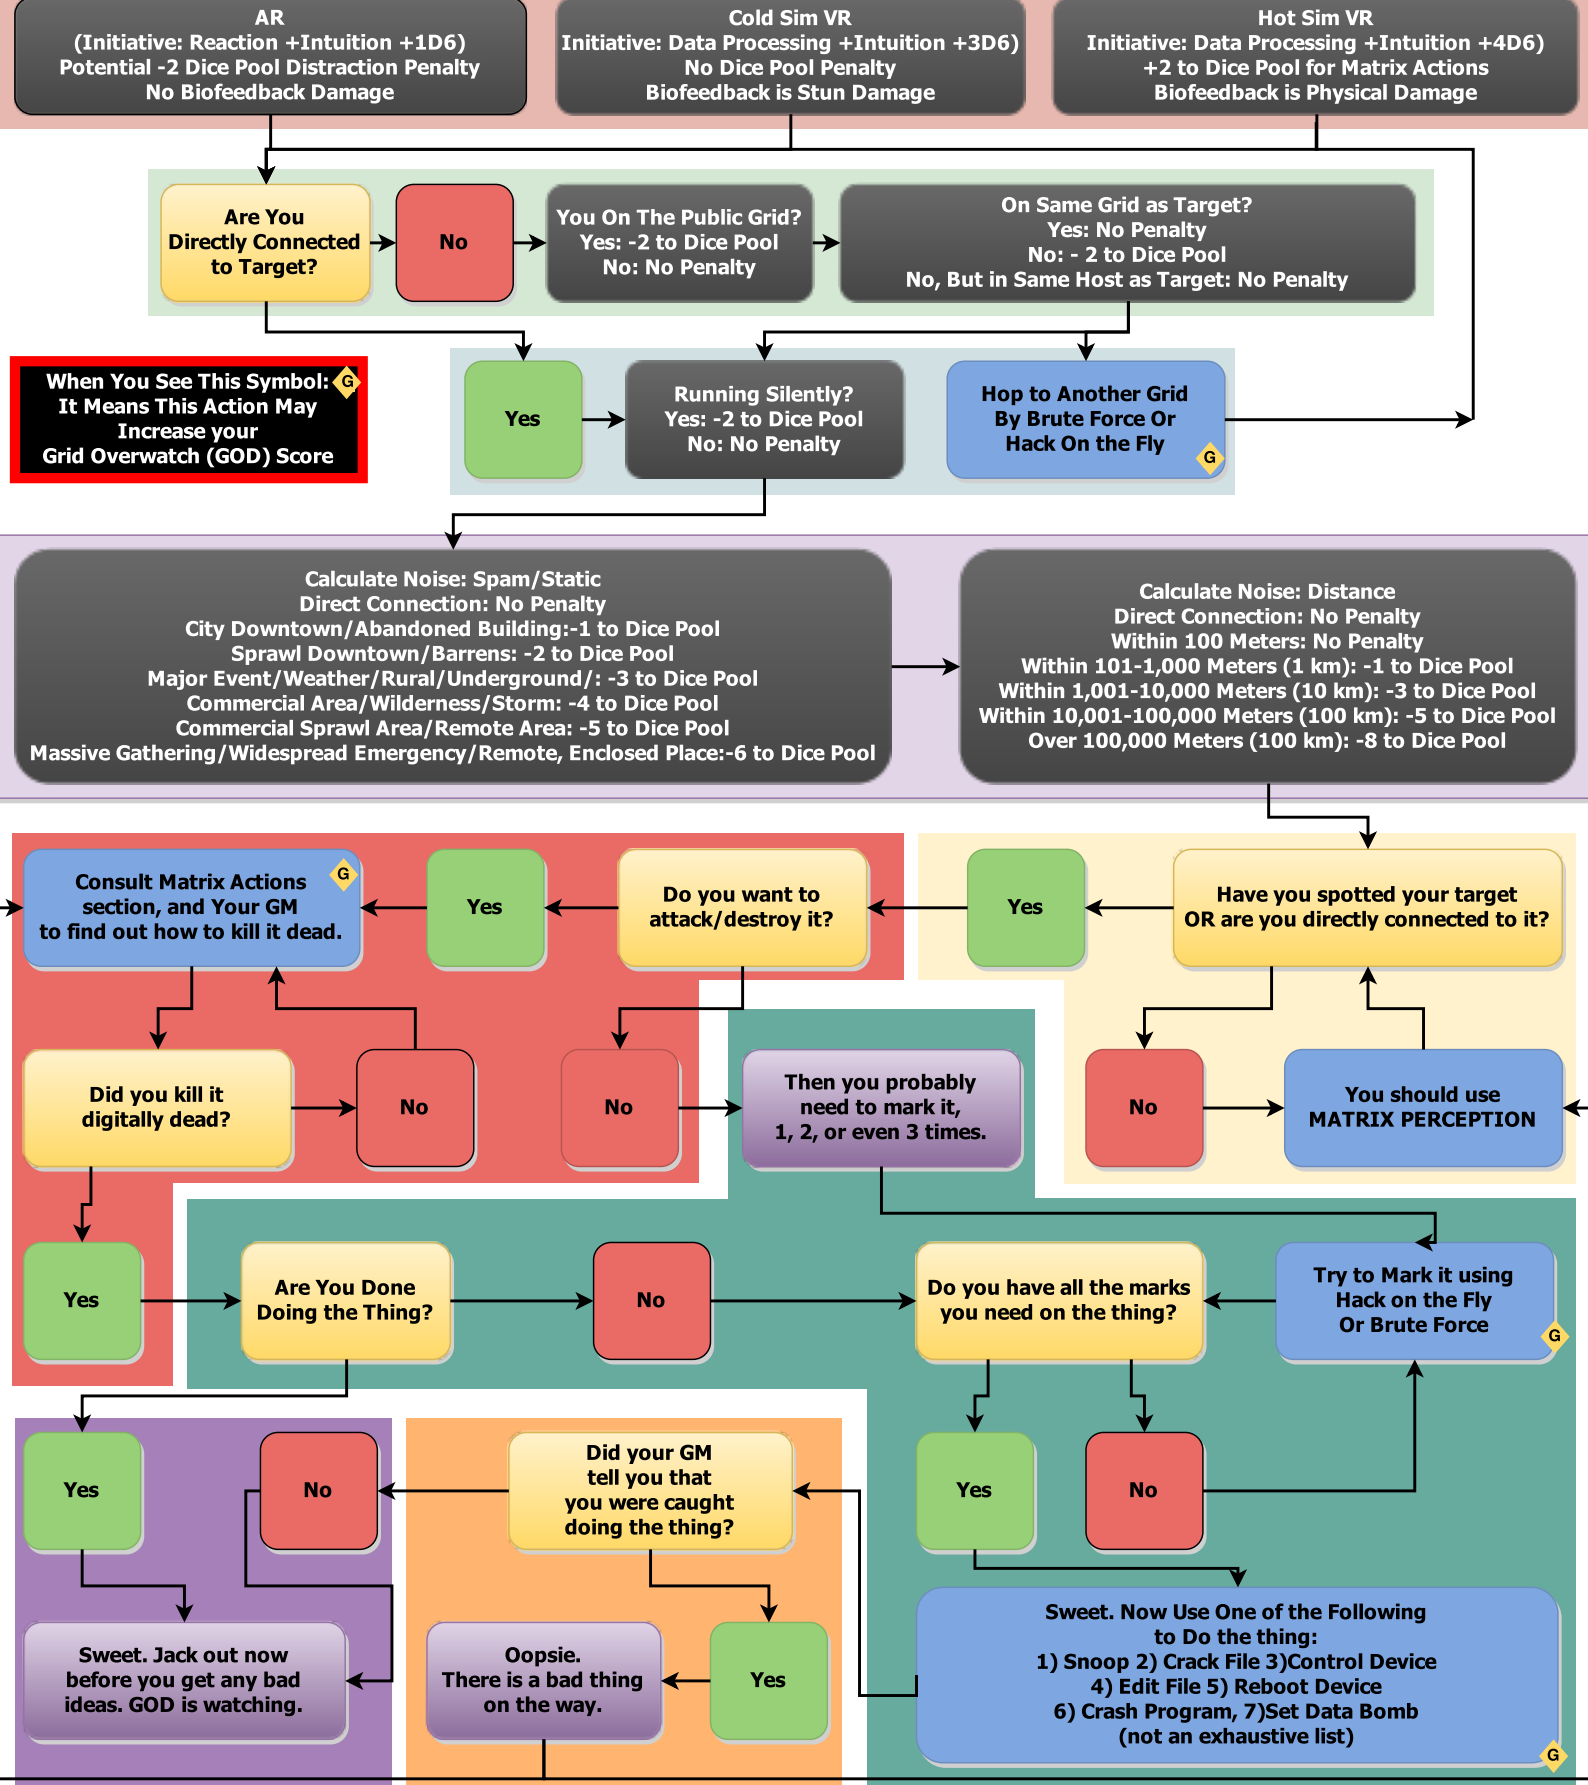 AR
(Initiative: Reaction +Intuition +1D6)
Potential -2 Dice Pool Distraction Penalty
No Biofeedback Damage
Cold Sim VR
Initiative: Data Processing +Intuition +3D6)
No Dice Pool Penalty
Biofeedback is Stun Damage
Hot Sim VR
Initiative: Data Processing +Intuition +4D6)
+2 to Dice Pool for Matrix Actions
Biofeedback is Physical Damage
Are You
Directly Connected
to Target?
No
You On The Public Grid?
Yes: -2 to Dice Pool
No: No Penalty
On Same Grid as Target?
Yes: No Penalty
No: - 2 to Dice Pool
No, But in Same Host as Target: No Penalty
When You See This Symbol: G
It Means This Action May
Increase your
Grid Overwatch (GOD) Score
Yes
Running Silently?
Yes: -2 to Dice Pool
No: No Penalty
Hop to Another Grid
By Brute Force Or
Hack On the Fly
G
Calculate Noise: Spam/Static
Direct Connection: No Penalty
City Downtown/Abandoned Building:-1 to Dice Pool
Sprawl Downtown/Barrens: -2 to Dice Pool
Major Event/Weather/Rural/Underground/: -3 to Dice Pool
Commercial Area/Wilderness/Storm: -4 to Dice Pool
Commercial Sprawl Area/Remote Area: -5 to Dice Pool
Massive Gathering/Widespread Emergency/Remote, Enclosed Place:-6 to Dice Pool
Calculate Noise: Distance
Direct Connection: No Penalty
Within 100 Meters: No Penalty
Within 101-1,000 Meters (1 km): -1 to Dice Pool
Within 1,001-10,000 Meters (10 km): -3 to Dice Pool
Within 10,001-100,000 Meters (100 km): -5 to Dice Pool
Over 100,000 Meters (100 km): -8 to Dice Pool
Have you spotted your target
OR are you directly connected to it?
Yes
Do you want to
attack/destroy it?
Yes
G
Consult Matrix Actions
section, and Your GM
to find out how to kill it dead.
Did you kill it
digitally dead?
No
No
Then you probably
need to mark it,
1, 2, or even 3 times.
No
You should use
MATRIX PERCEPTION
Yes
Are You Done
Doing the Thing?
No
Do you have all the marks
you need on the thing?
Try to Mark it using
Hack on the Fly
Or Brute Force
G
Yes
No
Did your GM
tell you that
you were caught
doing the thing?
Yes
No
Sweet. Jack out now
before you get any bad
ideas. GOD is watching.
Oopsie.
There is a bad thing
on the way.
Yes
Sweet. Now Use One of the Following
to Do the thing:
1) Snoop 2) Crack File 3)Control Device
4) Edit File 5) Reboot Device
6) Crash Program, 7)Set Data Bomb
(not an exhaustive list)
G